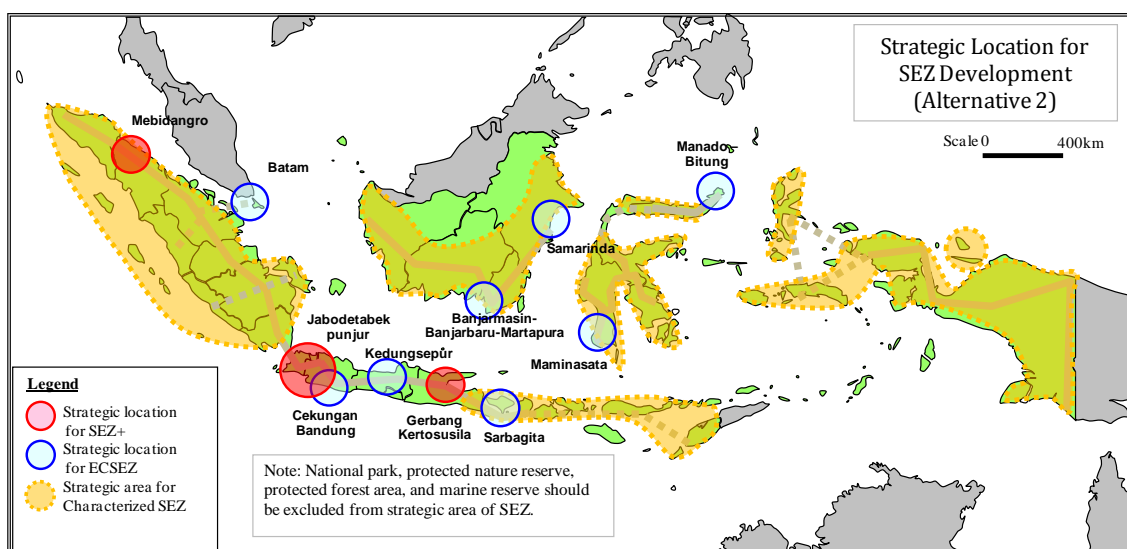 Strategic Location for
SEZ Development
(Alternative 2)
Scale 0 400km
Mebidangro
Batam
Manado-
Bitung
Samarinda
Banjarmasin-
Banjarbaru-Martapura
Maminasata
Jabodetabek
punjur
Kedungsepur
Cekungan
Bandung
Gerbang
Kertosusila
Sarbagita
Legend
Strategic location
for SEZ+
Strategic location
for ECSEZ
Strategic area for
Characterized SEZ
Note: National park, protected nature reserve,
protected forest area, and marine reserve should
be excluded from strategic area of SEZ.